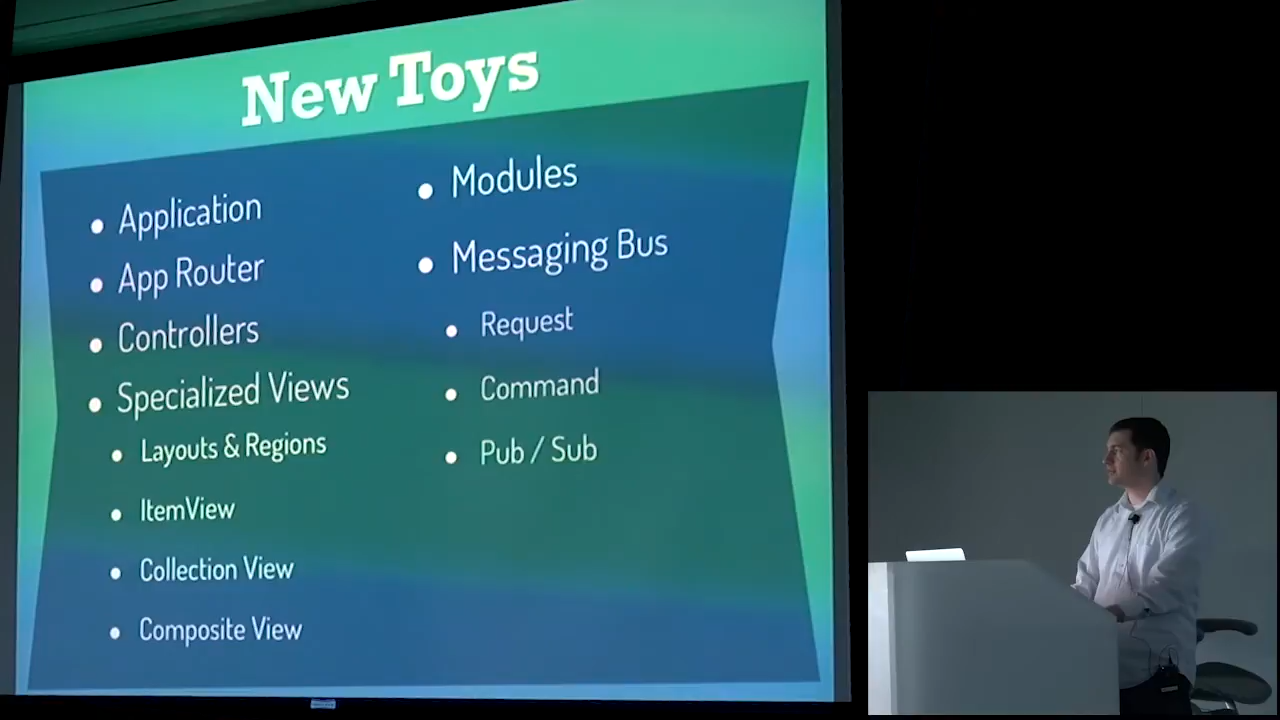 New Toys
Application
App Router
Controllers
Specialized Views
Layouts & Regions
ItemView
Collection View
Composite View
Modules
Messaging Bus
Request
Command
Pub / Sub